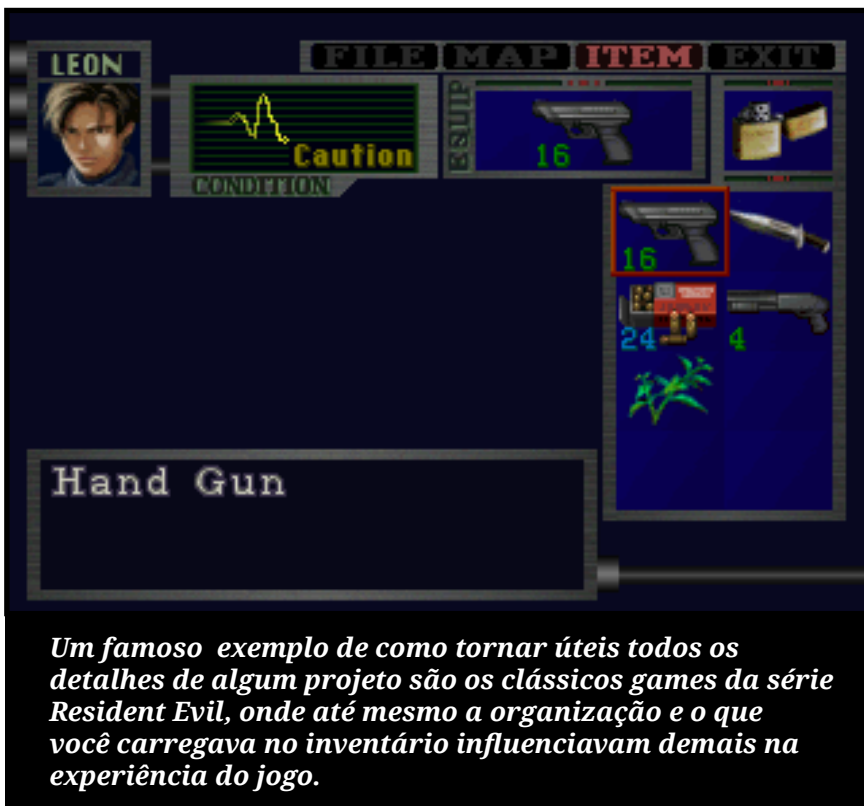 LEON
FILE MAP ITEM EXIT
Caution
CONDITION
EQUIP
16
16
24
4
Hand Gun
Um famoso exemplo de como tornar úteis todos os
detalhes de algum projeto são os clássicos games da série
Resident Evil, onde até mesmo a organização e o que
você carregava no inventário influenciavam demais na
experiência do jogo.